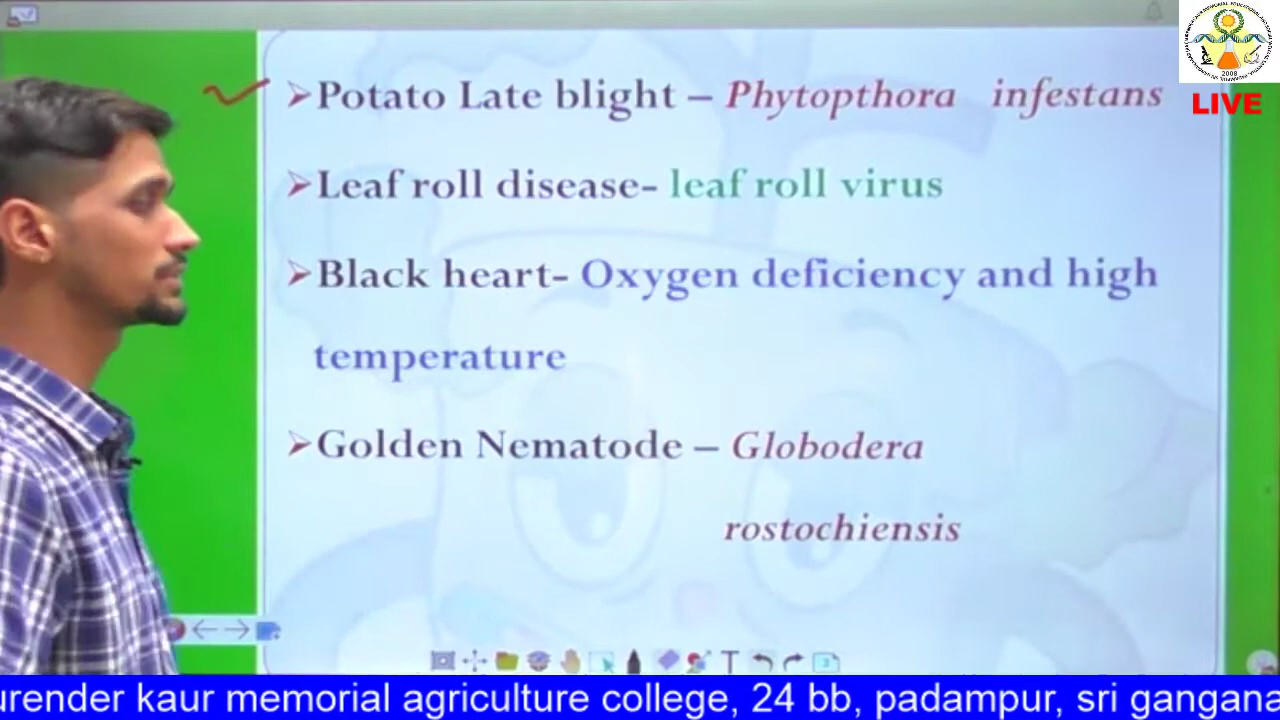 ➢Potato Late blight – Phytopthora infestans
➢Leaf roll disease- leaf roll virus
➢Black heart- Oxygen deficiency and high
temperature
➢Golden Nematode – Globodera
rostochiensis
2008
LIVE
urender kaur memorial agriculture college, 24 bb, padampur, sri gangana